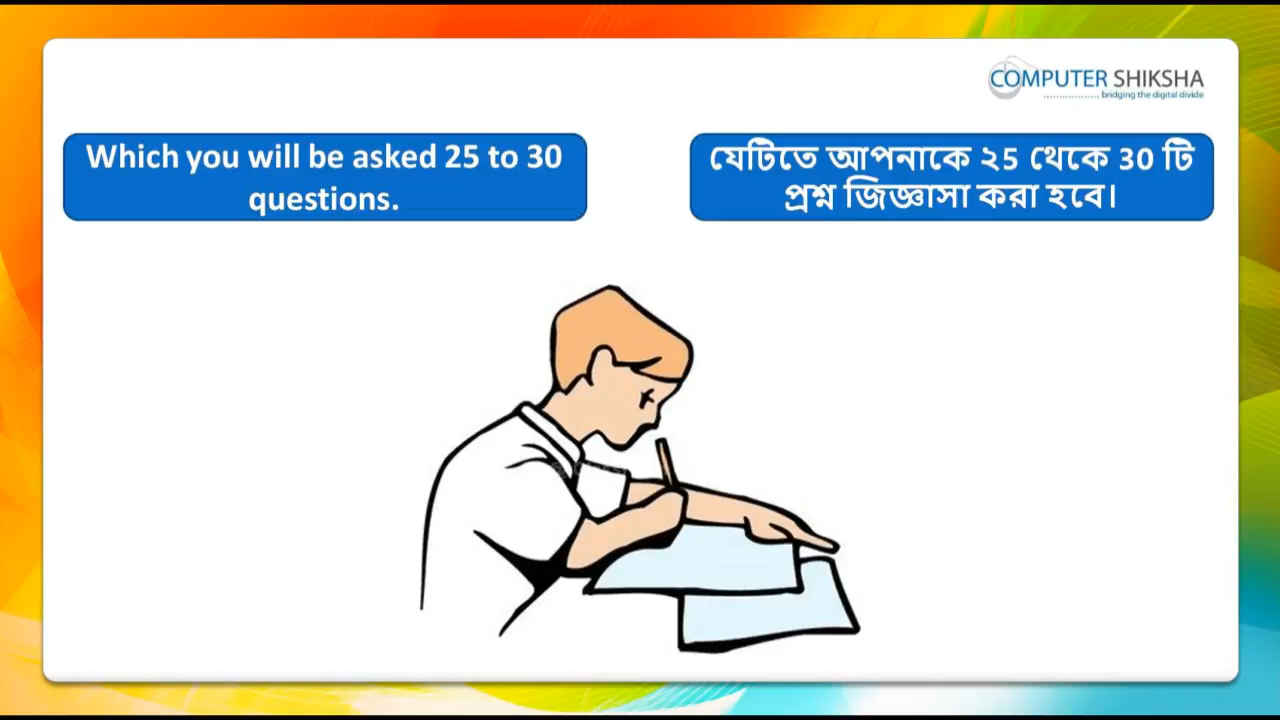 COMPUTER SHIKSHA
bridging the digital divide
Which you will be asked 25 to 30
questions.
যেটিতে আপনাকে ২5 থেকে 30 টি
প্রশ্ন জিজ্ঞাসা করা হবে।